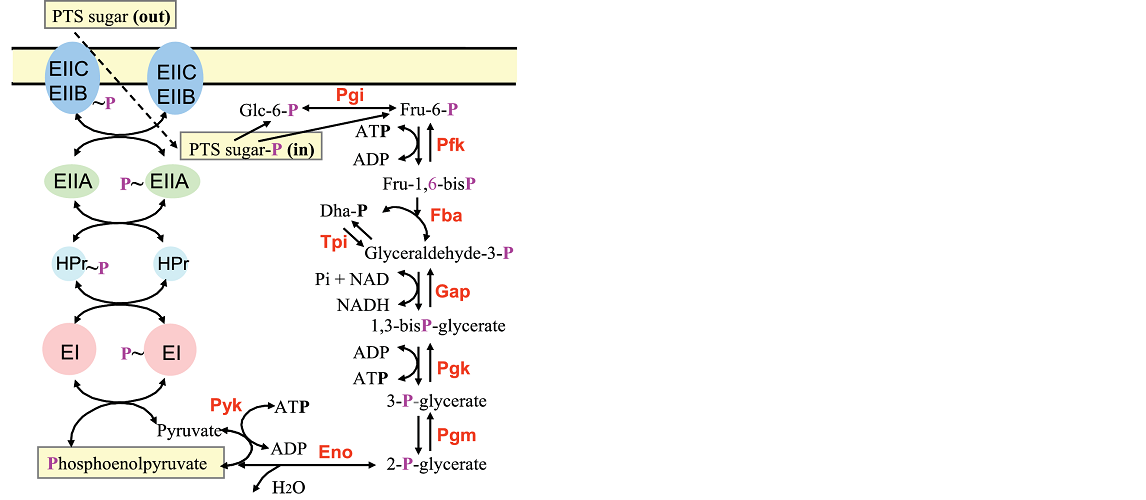 PTS sugar (out)
EIIC
EIIB
~P
EIIC
EIIB
Glc-6-P
Pgi
Fru-6-P
PTS sugar-P (in)
ATP
ADP
Pfk
EIIA
P~
EIIA
Fru-1,6-bisP
Dha-P
Fba
Tpi
Glyceraldehyde-3-P
HPr
~P
HPr
Pi + NAD
NADH
Gap
1,3-bisP-glycerate
EI
P~
EI
ADP
ATP
Pgk
3-P-glycerate
Pyk
ATP
Pyruvate
ADP
Pgm
Eno
Phosphoenolpyruvate
2-P-glycerate
H2O